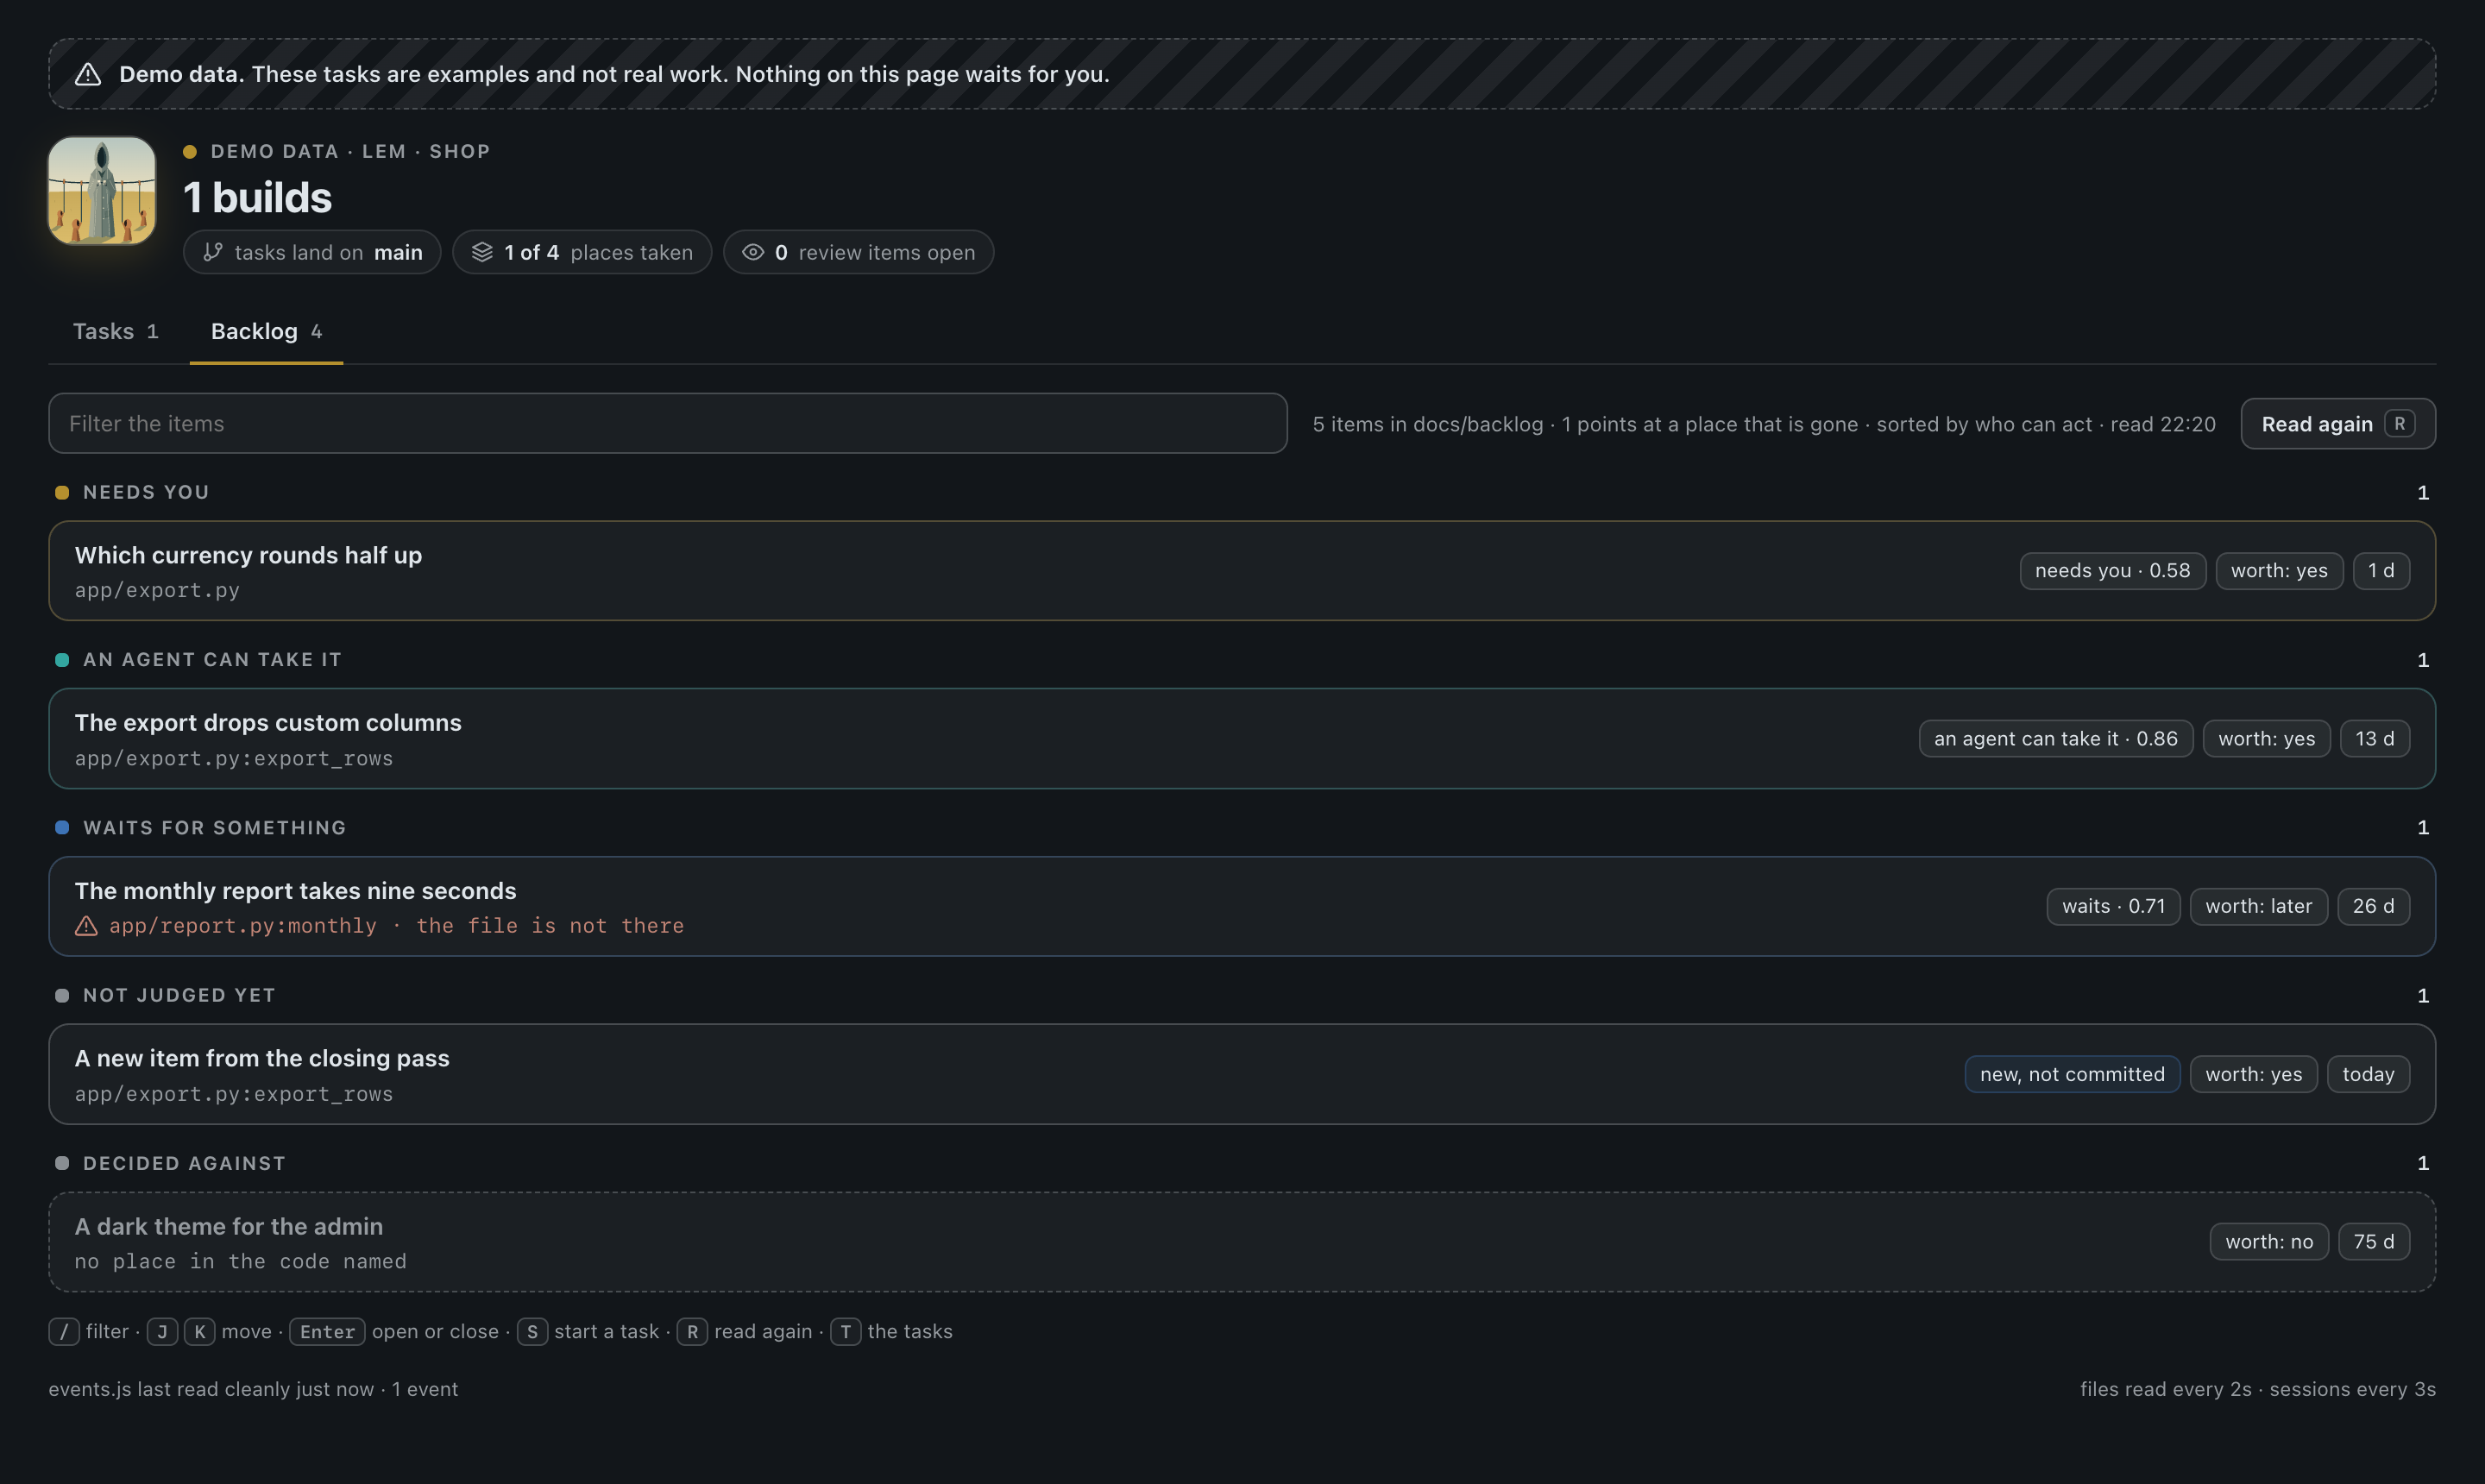 Demo data. These tasks are examples and not real work. Nothing on this page waits for you.
DEMO DATA · LEM · SHOP
1 builds
tasks land on main
1 of 4 places taken
0 review items open
Tasks 1
Backlog 4
Filter the items
5 items in docs/backlog · 1 points at a place that is gone · sorted by who can act · read 22:20
Read again R
NEEDS YOU 1
Which currency rounds half up
app/export.py
needs you · 0.58
worth: yes
1 d
AN AGENT CAN TAKE IT 1
The export drops custom columns
app/export.py:export_rows
an agent can take it · 0.86
worth: yes
13 d
WAITS FOR SOMETHING 1
The monthly report takes nine seconds
app/report.py:monthly · the file is not there
waits · 0.71
worth: later
26 d
NOT JUDGED YET 1
A new item from the closing pass
app/export.py:export_rows
new, not committed
worth: yes
today
DECIDED AGAINST 1
A dark theme for the admin
no place in the code named
worth: no
75 d
/ filter · J K move · Enter open or close · S start a task · R read again · T the tasks
events.js last read cleanly just now · 1 event
files read every 2s · sessions every 3s